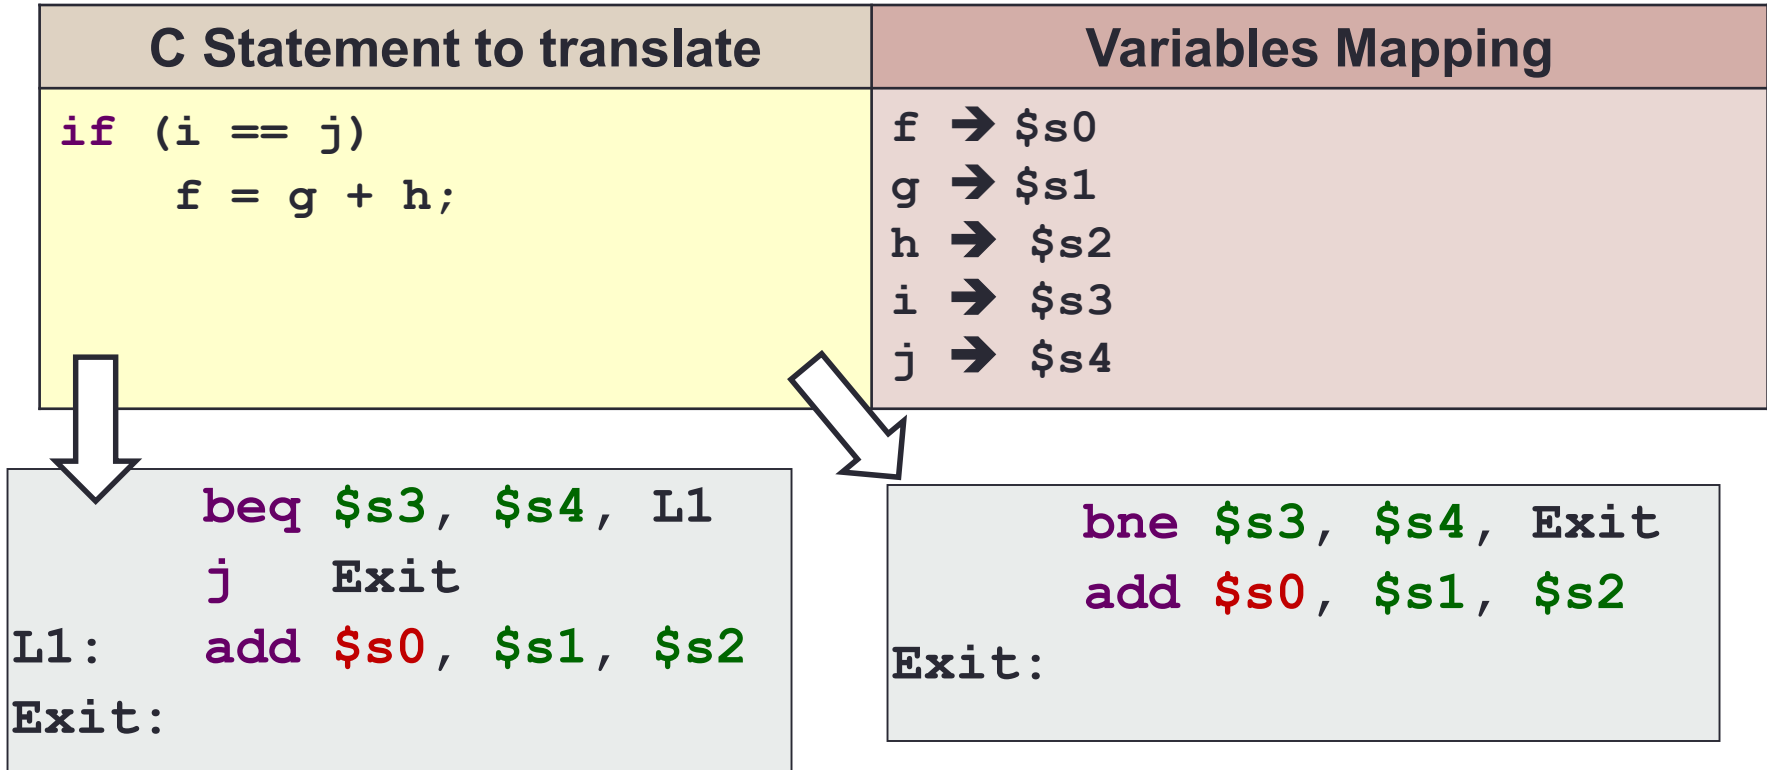 C Statement to translate
Variables Mapping
if (i == j)
f = g + h;
f ➔ $s0
g ➔ $s1
h ➔ $s2
i ➔ $s3
j ➔ $s4
beq $s3, $s4, L1
j Exit
L1: add $s0, $s1, $s2
Exit:
bne $s3, $s4, Exit
add $s0, $s1, $s2
Exit: